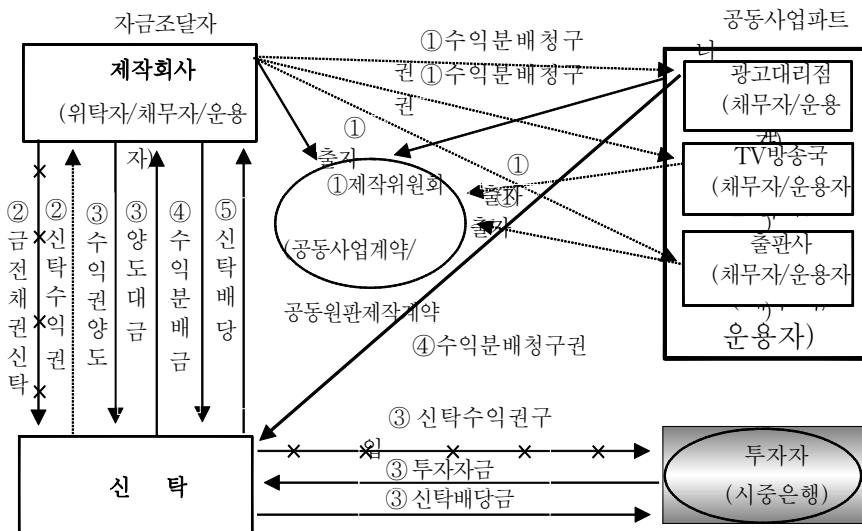 자금조달자
제작회사
(위탁자/채무자/운용
자)
공동사업파트
너
광고대리점
(채무자/운용
TV방송국
(채무자/운용자
출판사
(채무자/운용자
운용자)
①수익분배청구
권
①수익분배청구
권
①
출자
①
출자
①
출자
①제작위원회
(공동사업계약/
공동원판제작계약
④수익분배청구권
②금전채권신탁
②신탁수익권
③수익권양도
③양도대금
④수익분배금
⑤신탁배당
신 탁
③ 신탁수익권구
입
③ 투자자금
③ 신탁배당금
투자자
(시중은행)